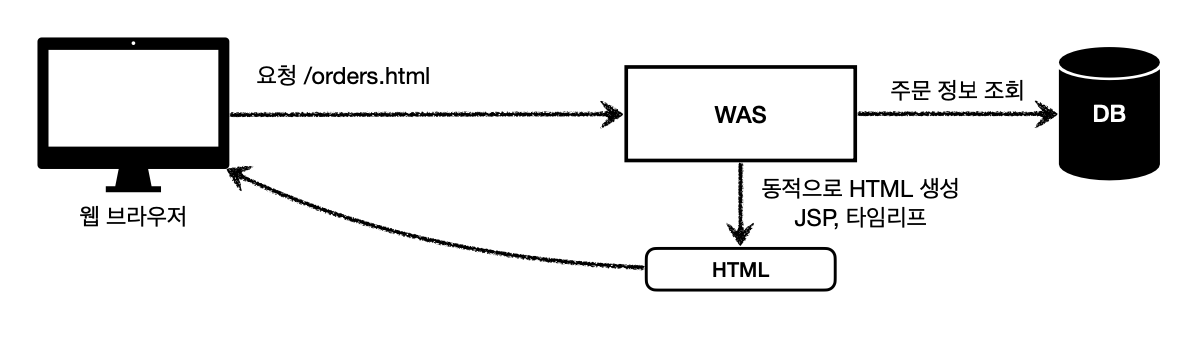 요청 /orders.html
WAS
주문 정보 조회
DB
웹 브라우저
동적으로 HTML 생성
JSP, 타임리프
HTML